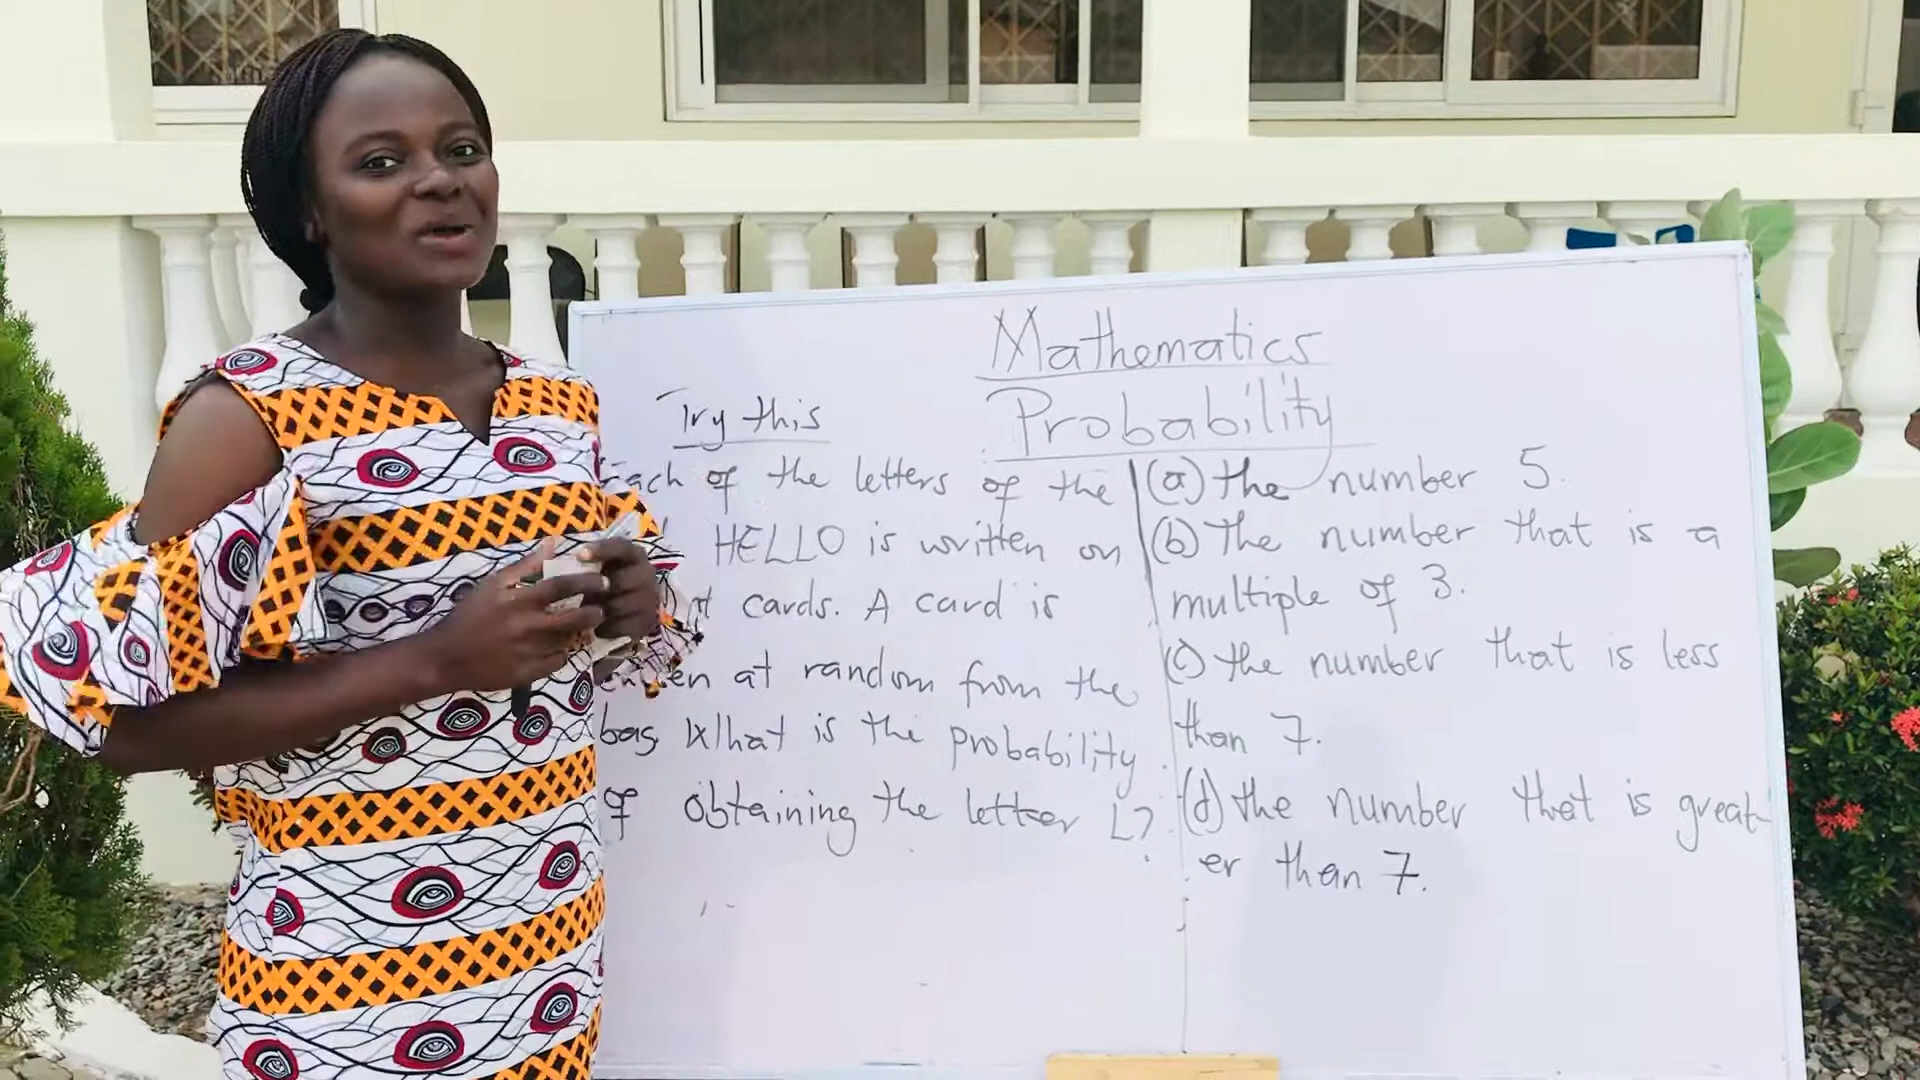 Mathematics
Probability
Try this
each of the letters of the
HELLO is written on
cards. A card is
at random from the
bag. What is the probability
of obtaining the letter L?
(a) the number 5.
(b) The number that is a
multiple of 3.
(c) the number that is less
than 7.
(d) the number that is great-
er than 7.